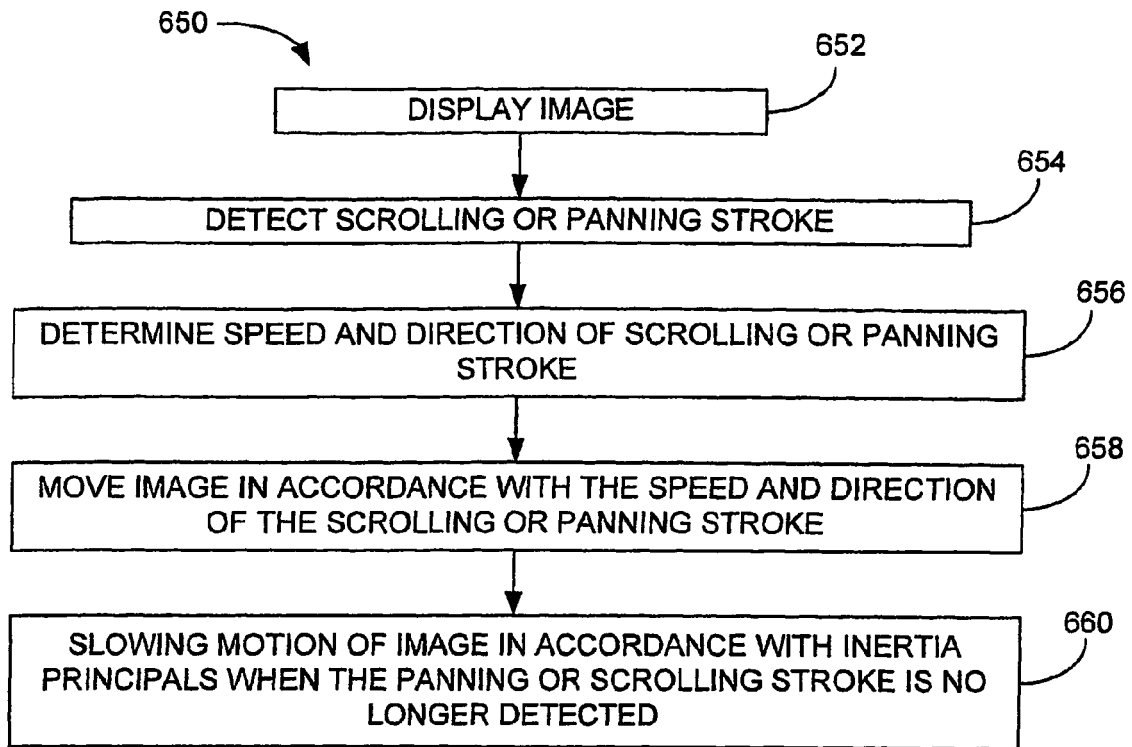 650
652
DISPLAY IMAGE
654
DETECT SCROLLING OR PANNING STROKE
656
DETERMINE SPEED AND DIRECTION OF SCROLLING OR PANNING
STROKE
658
MOVE IMAGE IN ACCORDANCE WITH THE SPEED AND DIRECTION
OF THE SCROLLING OR PANNING STROKE
660
SLOWING MOTION OF IMAGE IN ACCORDANCE WITH INERTIA
PRINCIPALS WHEN THE PANNING OR SCROLLING STROKE IS NO
LONGER DETECTED